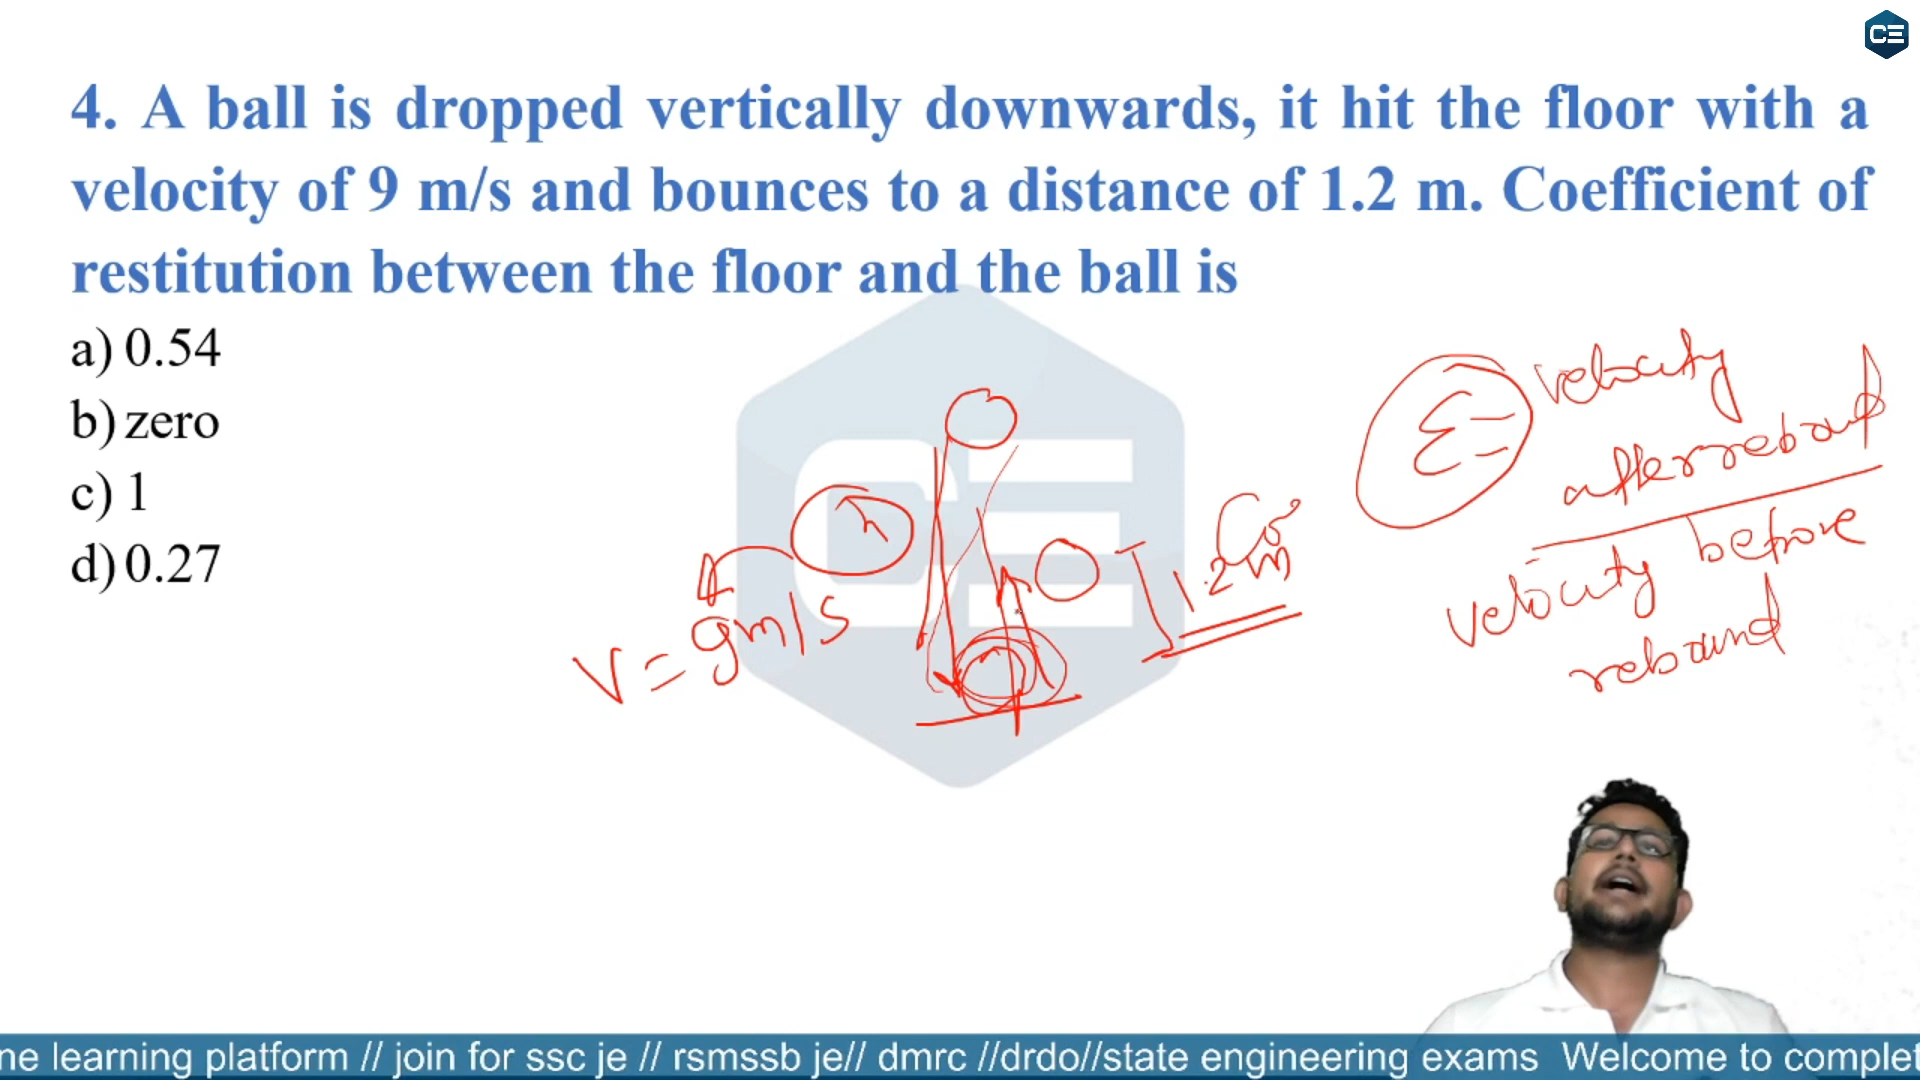 CE
4. A ball is dropped vertically downwards, it hit the floor with a
velocity of 9 m/s and bounces to a distance of 1.2 m. Coefficient of
restitution between the floor and the ball is
a) 0.54
b) zero
c) 1
d) 0.27
h
V = 9m/s
1.2m
ε = velocity
after rebound
velocity before
rebound
ne learning platform // join for ssc je // rsmssb je// dmrc //drdo//state engineering exams Welcome to complet